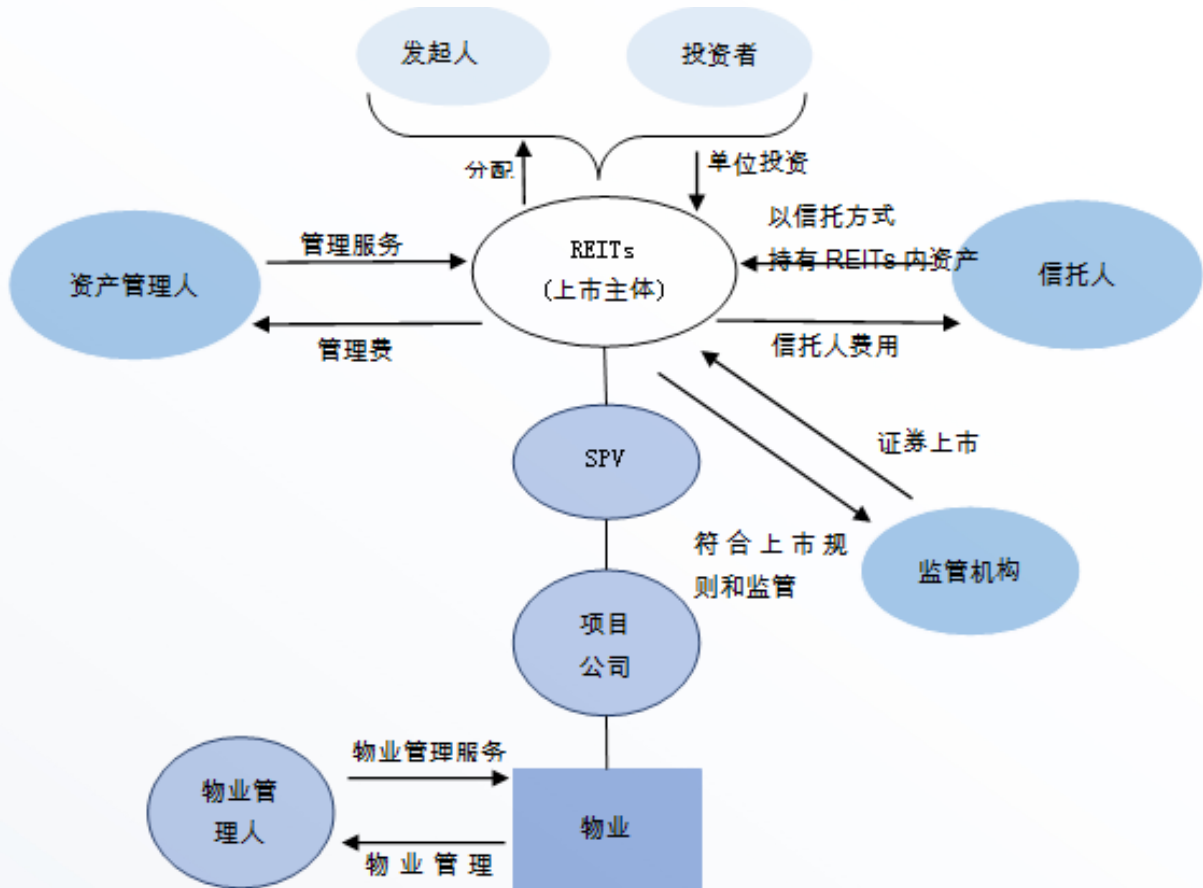 发起人
投资者
分配
单位投资
以信托方式
持有 REITs 内资产
管理服务
REITs
(上市主体)
资产管理人
信托人
管理费
信托人费用
SPV
证券上市
符合上市规
则和监管
监管机构
项目
公司
物业管理服务
物业管
理人
物业
物业管理